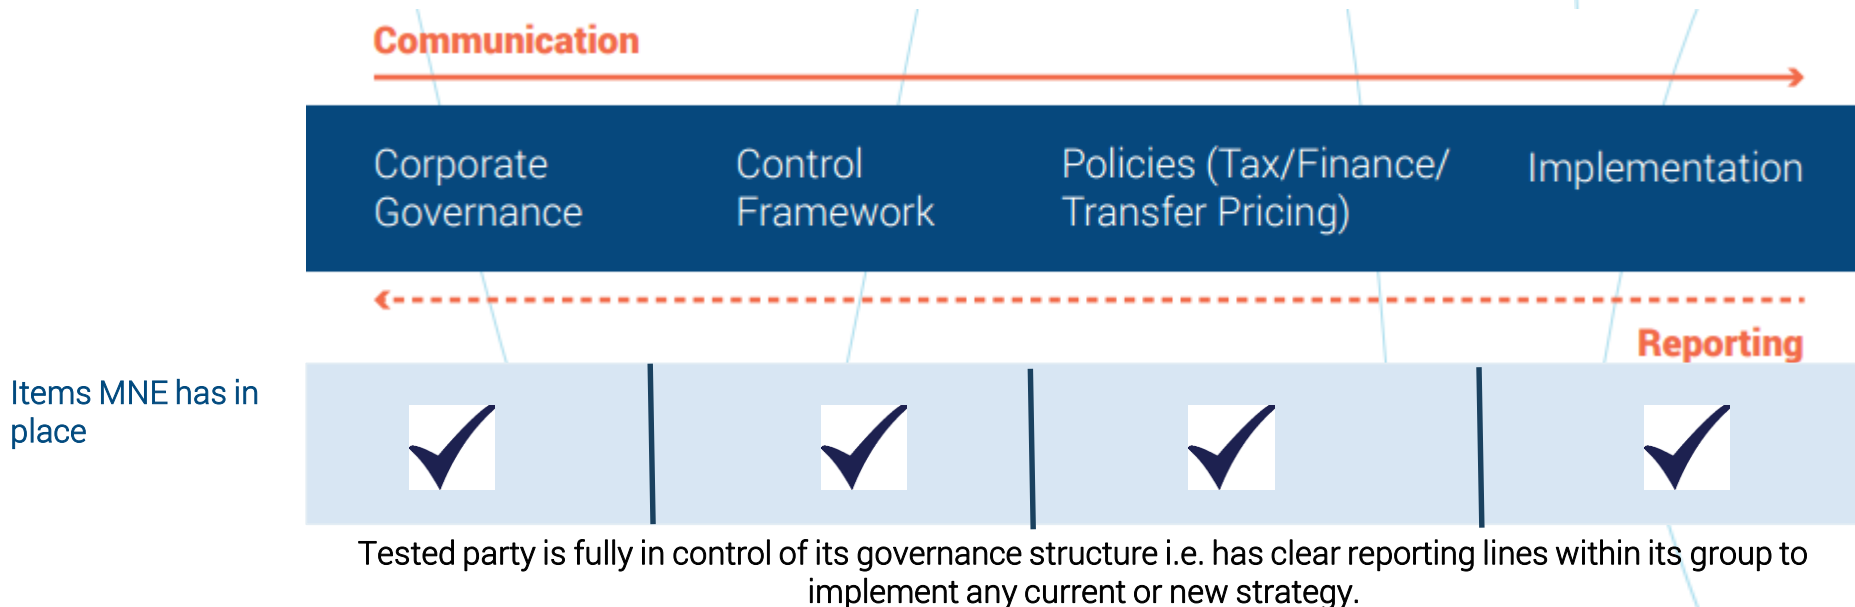 Communication
Corporate
Governance
Control
Framework
Policies (Tax/Finance/
Transfer Pricing)
Implementation
Reporting
Items MNE has in
place
Tested party is fully in control of its governance structure i.e. has clear reporting lines within its group to
implement any current or new strategy.